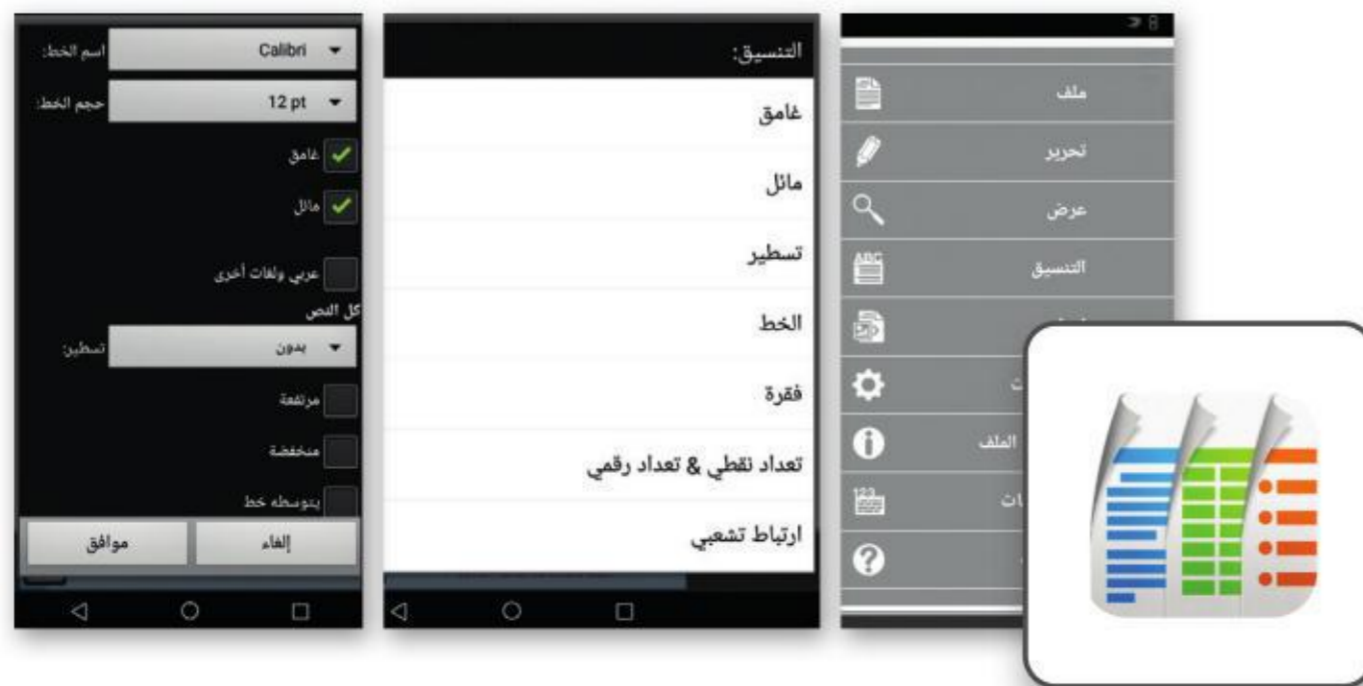 ملف
تحرير
عرض
ABC
التنسيق
الملف
123
التنسيق:
غامق
مائل
تسطير
الخط
فقرة
تعداد نقطي & تعداد رقمي
ارتباط تشعبي
اسم الخط: Calibri
حجم الخط: 12 pt
غامق
مائل
عربي ولغات أخرى
كل النص
تسطير: بدون
مرتفعة
منخفضة
يتوسطه خط
إلغاء موافق